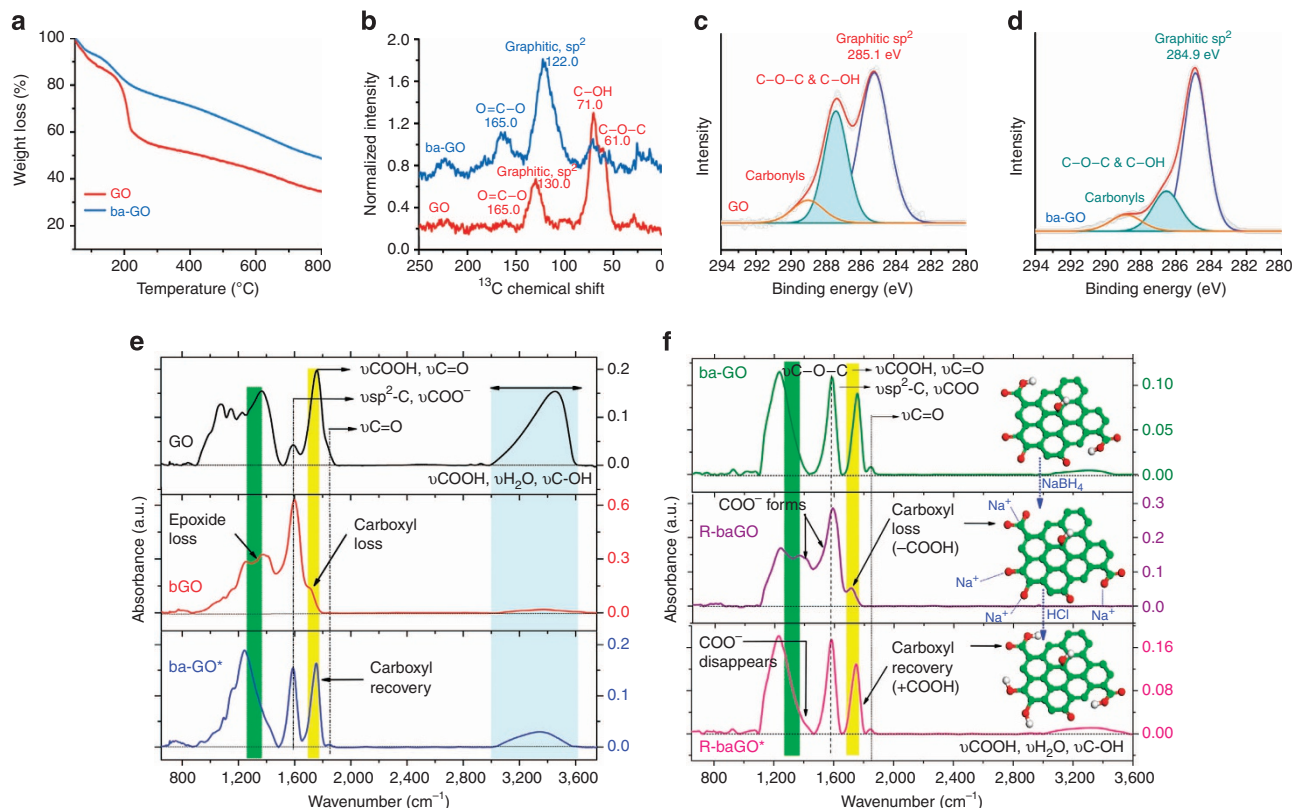 a
100
80
60
40
20
Weight loss (%)
GO
ba-GO
200
400
600
800
Temperature (°C)
b
2.0
1.6
1.2
0.8
0.4
0.0
Normalized intensity
Graphitic, sp²
122.0
O=C–O
165.0
C–OH
71.0
C–O–C
61.0
ba-GO
Graphitic, sp²
130.0
O=C–O
165.0
GO
250
200
150
100
50
0
¹³C chemical shift
c
Graphitic sp²
285.1 eV
C–O–C & C–OH
Carbonyls
GO
Intensity
294 292 290 288 286 284 282 280
Binding energy (eV)
d
Graphitic sp²
284.9 eV
C–O–C & C–OH
Carbonyls
ba-GO
Intensity
294 292 290 288 286 284 282 280
Binding energy (eV)
e
υCOOH, υC=O
υsp²-C, υCOO⁻
υC=O
GO
υCOOH, υH₂O, υC-OH
0.2
0.1
0.0
Epoxide
loss
Carboxyl
loss
bGO
0.6
0.3
0.0
ba-GO*
Carboxyl
recovery
0.2
0.1
0.0
Absorbance (a.u.)
800
1,200
1,600
2,000
2,400
2,800
3,200
3,600
Wavenumber (cm⁻¹)
f
ba-GO
υC–O–C
υCOOH, υC=O
υsp²-C, υCOO
υC=O
0.10
0.05
0.00
NaBH₄
R-baGO
COO⁻ forms
Carboxyl
loss
(–COOH)
Na⁺
Na⁺
Na⁺
Na⁺
HCl
0.3
0.2
0.1
0.0
COO⁻
disappears
Carboxyl
recovery
(+COOH)
R-baGO*
υCOOH, υH₂O, υC-OH
0.16
0.08
0.00
Absorbance (a.u.)
800
1,200
1,600
2,000
2,400
2,800
3,200
3,600
Wavenumber (cm⁻¹)